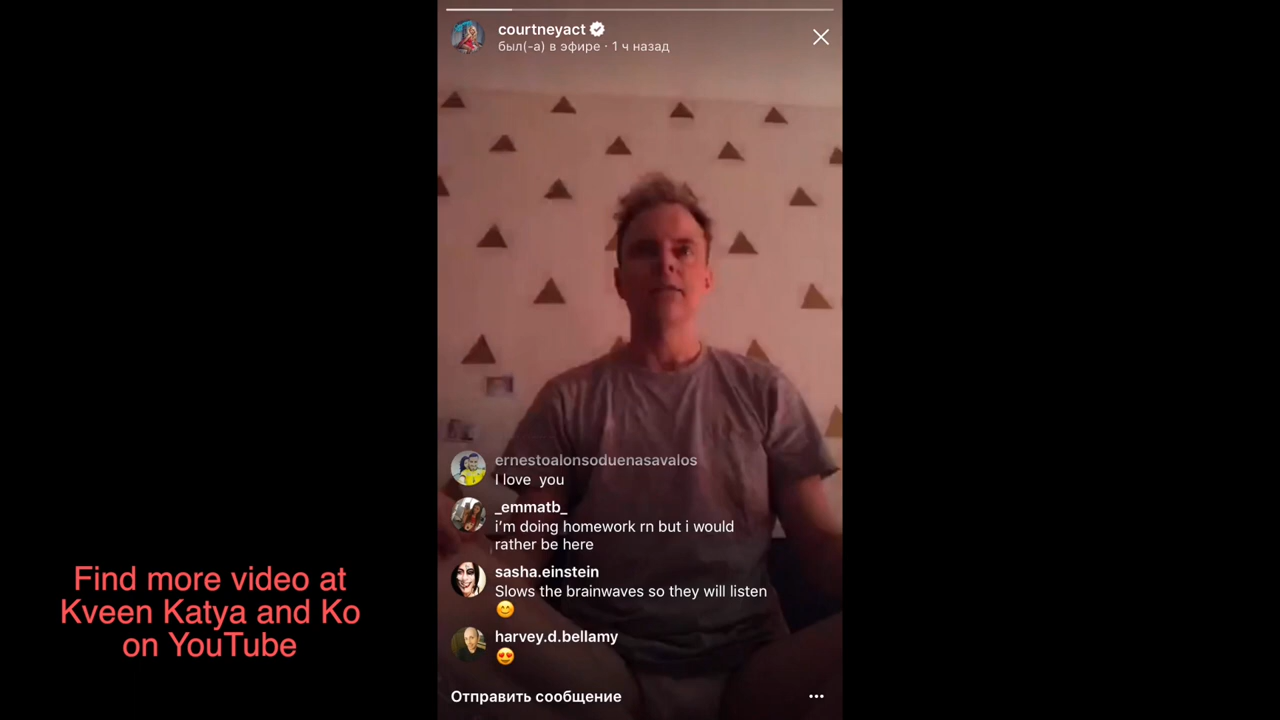 courtneyact
был(-а) в эфире · 1 ч назад
ernestoalonsoduenasavalos
I love you
_emmatb_
i’m doing homework rn but i would
rather be here
sasha.einstein
Slows the brainwaves so they will listen
😊
harvey.d.bellamy
😍
Отправить сообщение
Find more video at
Kveen Katya and Ko
on YouTube